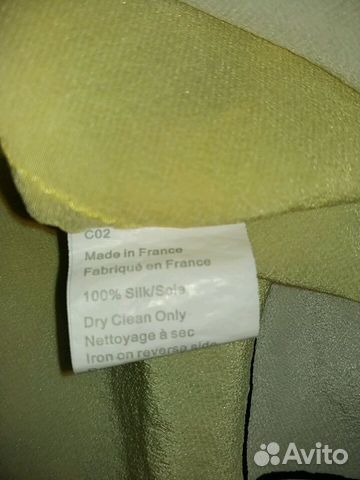 C02
Made in France
Fabriqué en France
100% Silk/Soie
Dry Clean Only
Nettoyage à sec
Iron on reverse side
Avito